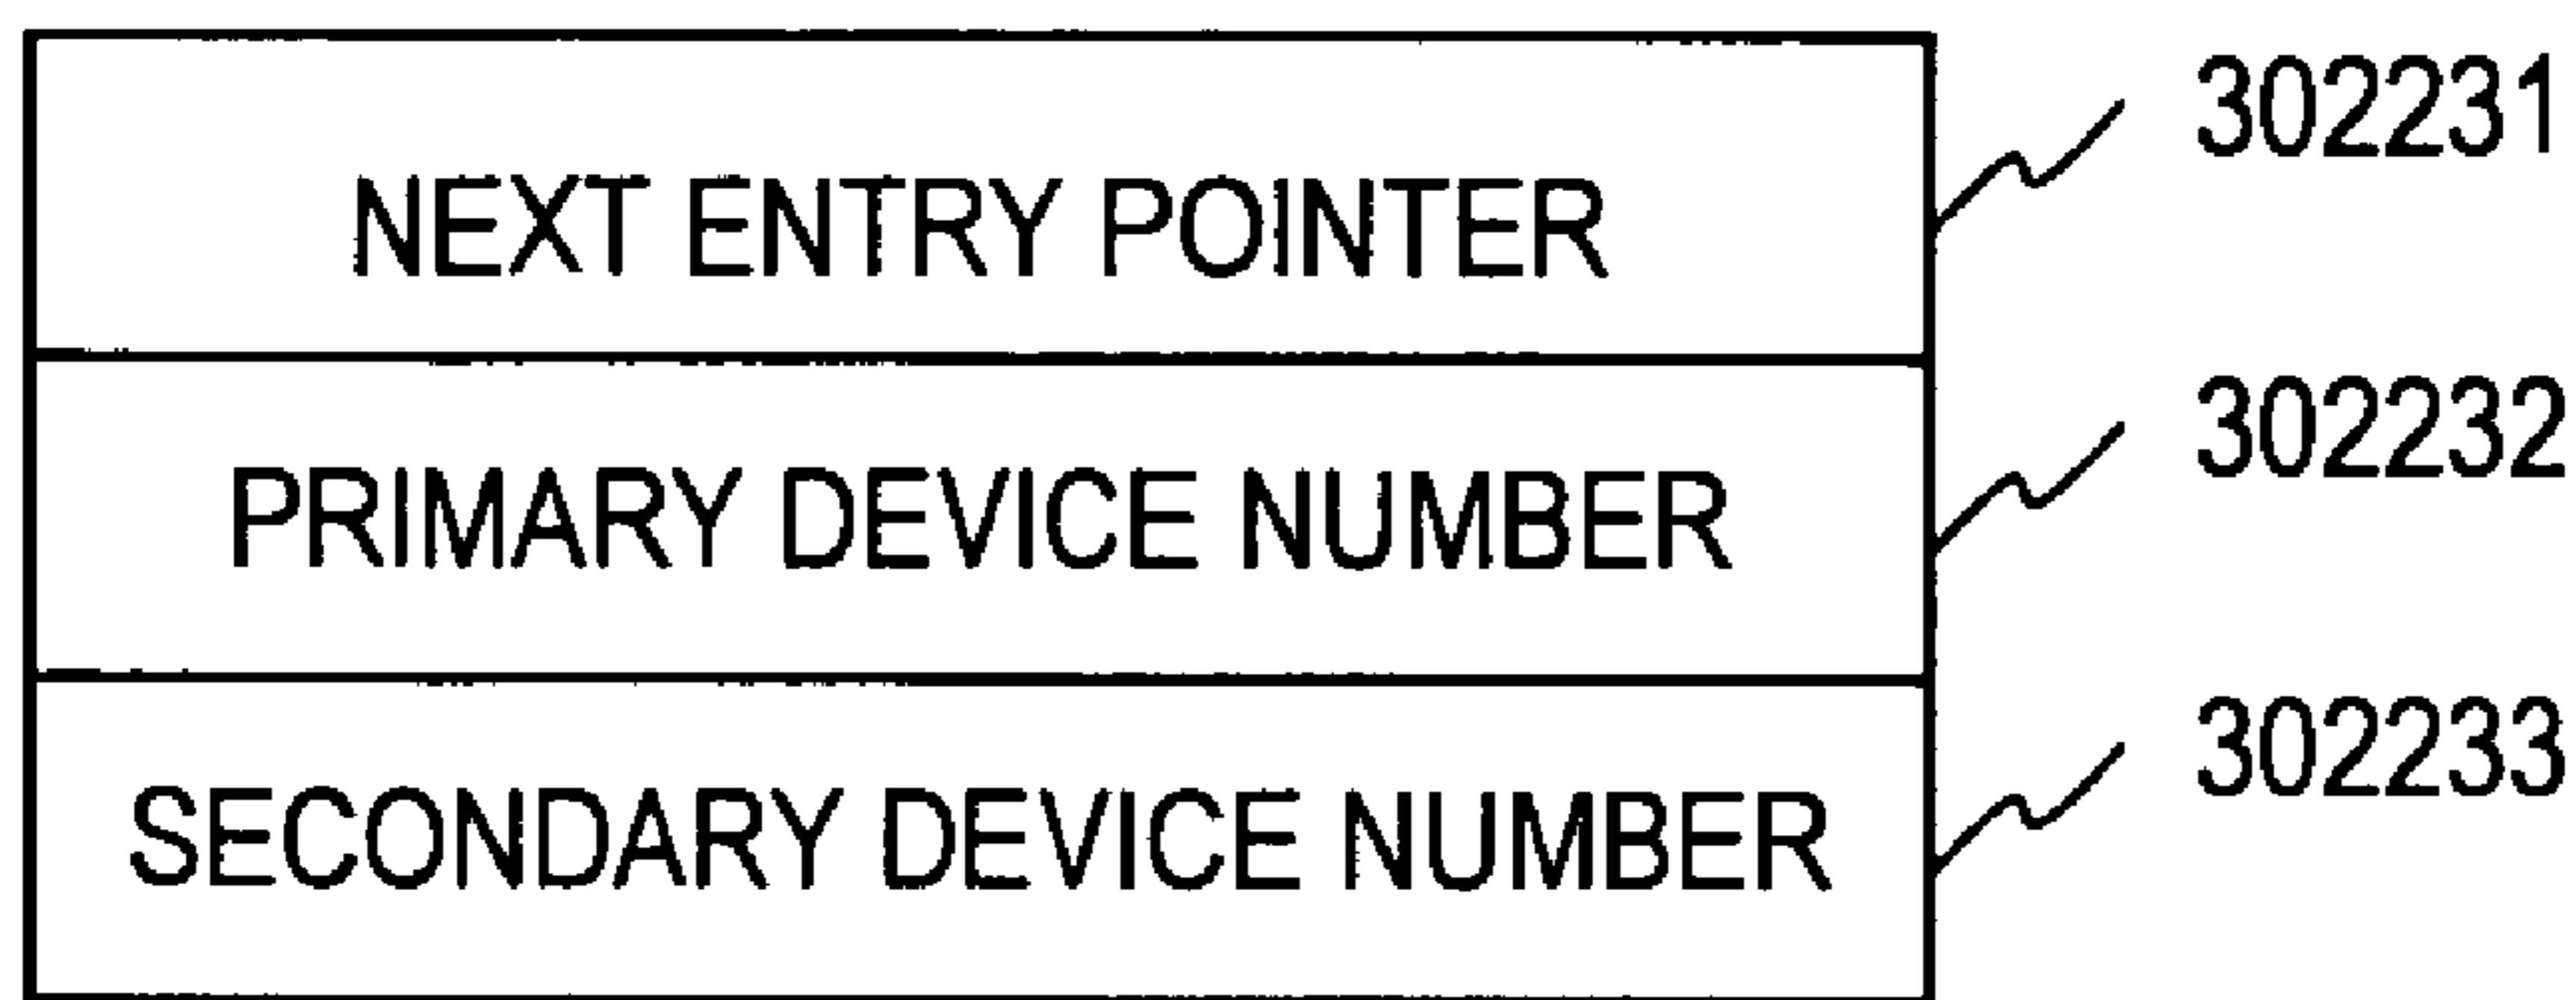 302231
NEXT ENTRY POINTER
302232
PRIMARY DEVICE NUMBER
302233
SECONDARY DEVICE NUMBER